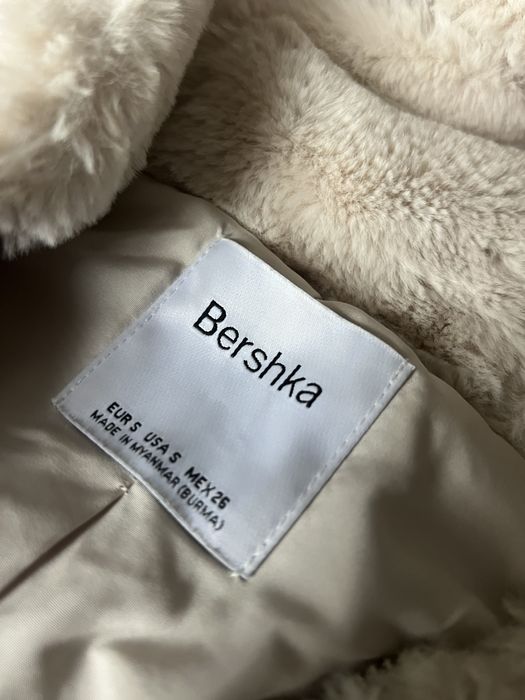 Bershka
EUR S USA S MEX 26
MADE IN MYANMAR (BURMA)